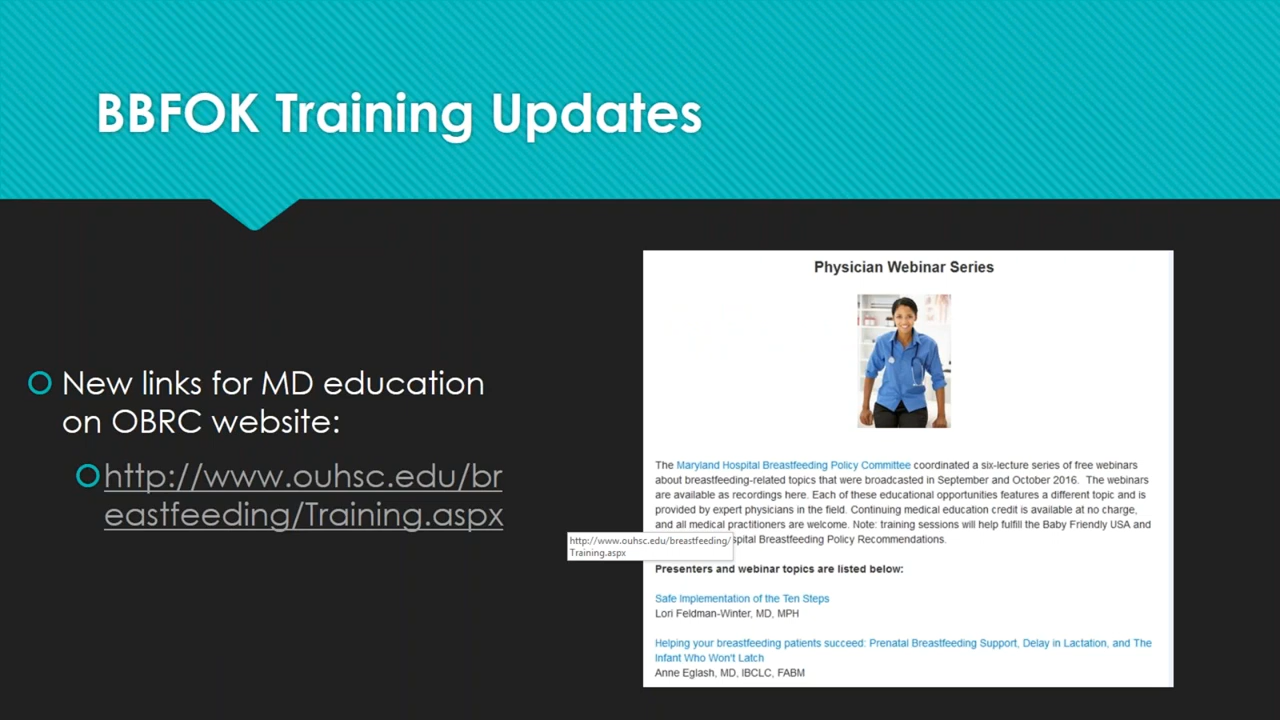 BBFOK Training Updates
New links for MD education
on OBRC website:
http://www.ouhsc.edu/br
eastfeeding/Training.aspx
Physician Webinar Series
The Maryland Hospital Breastfeeding Policy Committee coordinated a six-lecture series of free webinars
about breastfeeding-related topics that were broadcasted in September and October 2016. The webinars
are available as recordings here. Each of these educational opportunities features a different topic and is
provided by expert physicians in the field. Continuing medical education credit is available at no charge,
and all medical practitioners are welcome. Note: training sessions will help fulfill the Baby Friendly USA and
spital Breastfeeding Policy Recommendations.
http://www.ouhsc.edu/breastfeeding/
Training.aspx
Presenters and webinar topics are listed below:
Safe Implementation of the Ten Steps
Lori Feldman-Winter, MD, MPH
Helping your breastfeeding patients succeed: Prenatal Breastfeeding Support, Delay in Lactation, and The
Infant Who Won't Latch
Anne Eglash, MD, IBCLC, FABM